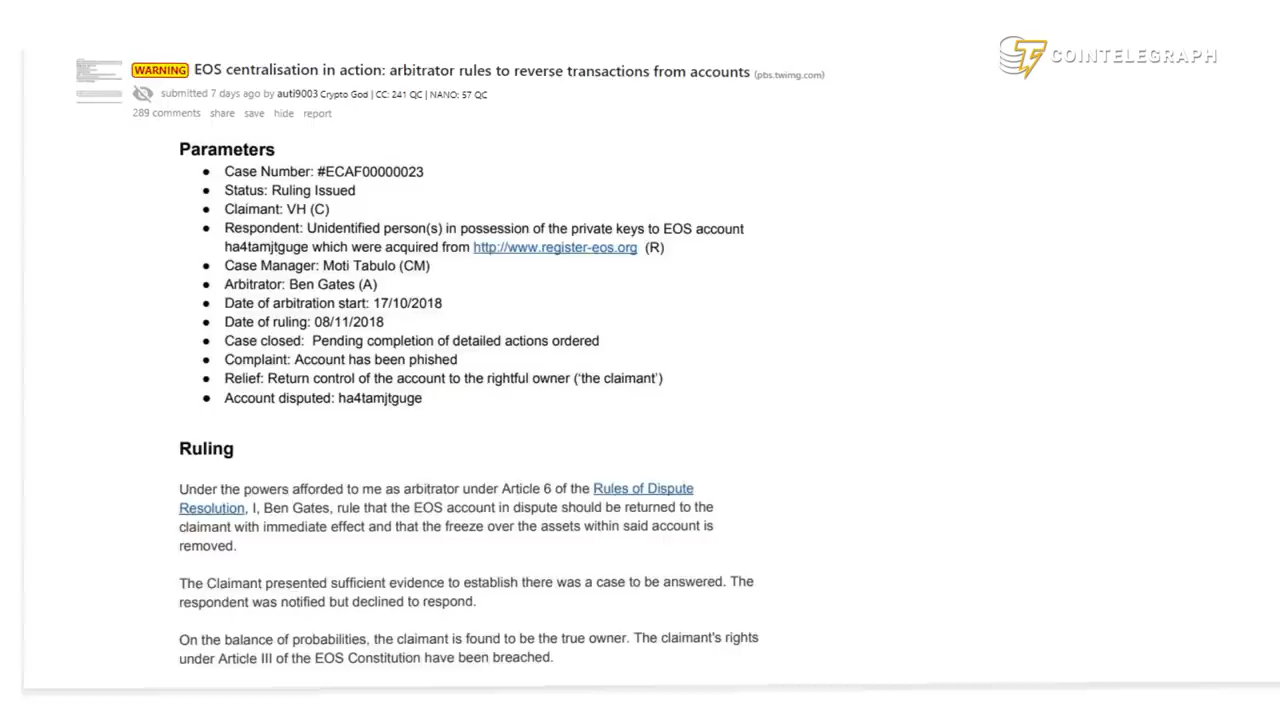 COINTELEGRAPH
WARNING EOS centralisation in action: arbitrator rules to reverse transactions from accounts (pbs.twimg.com)
submitted 7 days ago by auti9003 Crypto God | CC: 241 QC | NANO: 57 QC
289 comments share save hide report
Parameters
● Case Number: #ECAF00000023
● Status: Ruling Issued
● Claimant: VH (C)
● Respondent: Unidentified person(s) in possession of the private keys to EOS account
ha4tamjtguge which were acquired from http://www.register-eos.org (R)
● Case Manager: Moti Tabulo (CM)
● Arbitrator: Ben Gates (A)
● Date of arbitration start: 17/10/2018
● Date of ruling: 08/11/2018
● Case closed: Pending completion of detailed actions ordered
● Complaint: Account has been phished
● Relief: Return control of the account to the rightful owner (‘the claimant’)
● Account disputed: ha4tamjtguge
Ruling
Under the powers afforded to me as arbitrator under Article 6 of the Rules of Dispute
Resolution, I, Ben Gates, rule that the EOS account in dispute should be returned to the
claimant with immediate effect and that the freeze over the assets within said account is
removed.
The Claimant presented sufficient evidence to establish there was a case to be answered. The
respondent was notified but declined to respond.
On the balance of probabilities, the claimant is found to be the true owner. The claimant's rights
under Article III of the EOS Constitution have been breached.